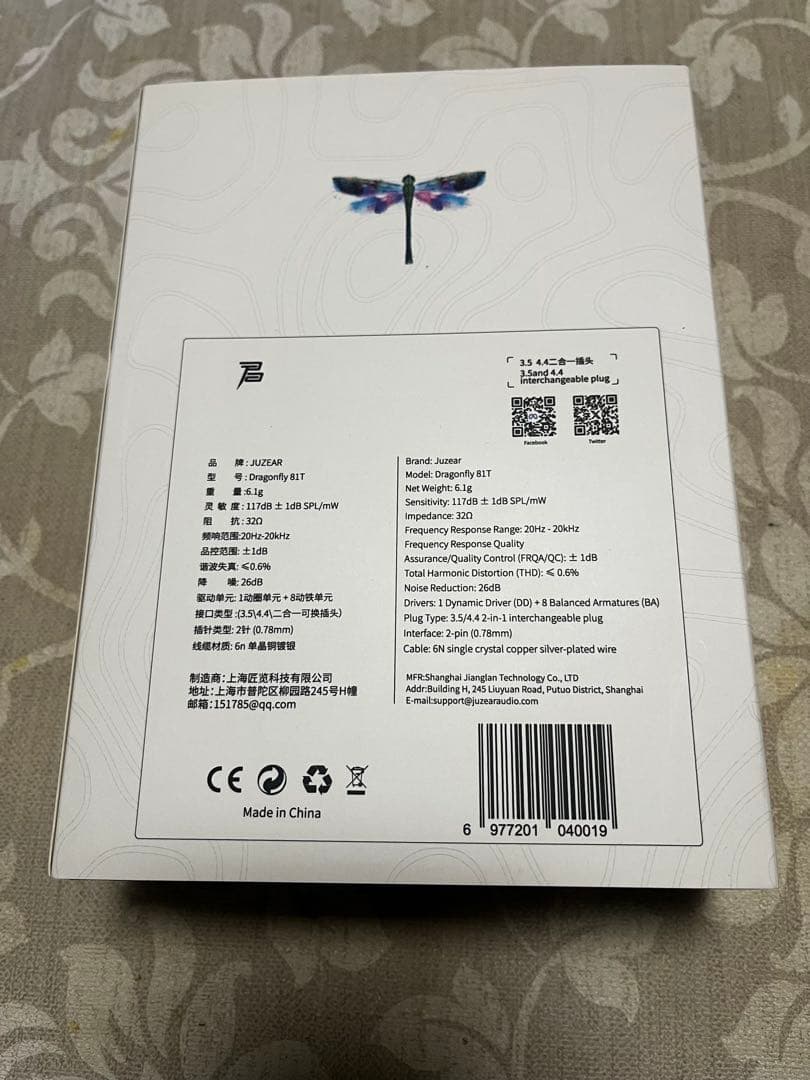 3.5 4.4二合一插头
3.5and 4.4
interchangeable plug
Facebook
Twitter
品 牌: JUZEAR
型 号: Dragonfly 81T
重 量:6.1g
灵 敏 度: 117dB ± 1dB SPL/mW
阻 抗: 32Ω
频响范围:20Hz-20kHz
品控范围: ±1dB
谐波失真: ≤0.6%
降 噪: 26dB
驱动单元: 1动圈单元 + 8动铁单元
接口类型 :(3.5\4.4\二合一可换插头)
插针类型: 2针 (0.78mm)
线缆材质: 6n 单晶铜镀银
制造商: 上海匠览科技有限公司
地址: 上海市普陀区柳园路245号H幢
邮箱: 151785@qq.com
Brand: Juzear
Model: Dragonfly 81T
Net Weight: 6.1g
Sensitivity: 117dB ± 1dB SPL/mW
Impedance: 32Ω
Frequency Response Range: 20Hz - 20kHz
Frequency Response Quality
Assurance/Quality Control (FRQA/QC): ± 1dB
Total Harmonic Distortion (THD): ≤ 0.6%
Noise Reduction: 26dB
Drivers: 1 Dynamic Driver (DD) + 8 Balanced Armatures (BA)
Plug Type: 3.5/4.4 2-in-1 interchangeable plug
Interface: 2-pin (0.78mm)
Cable: 6N single crystal copper silver-plated wire
MFR:Shanghai Jianglan Technology Co., LTD
Addr:Building H, 245 Liuyuan Road, Putuo District, Shanghai
E-mail:support@juzearaudio.com
CE
Made in China
6 977201 040019